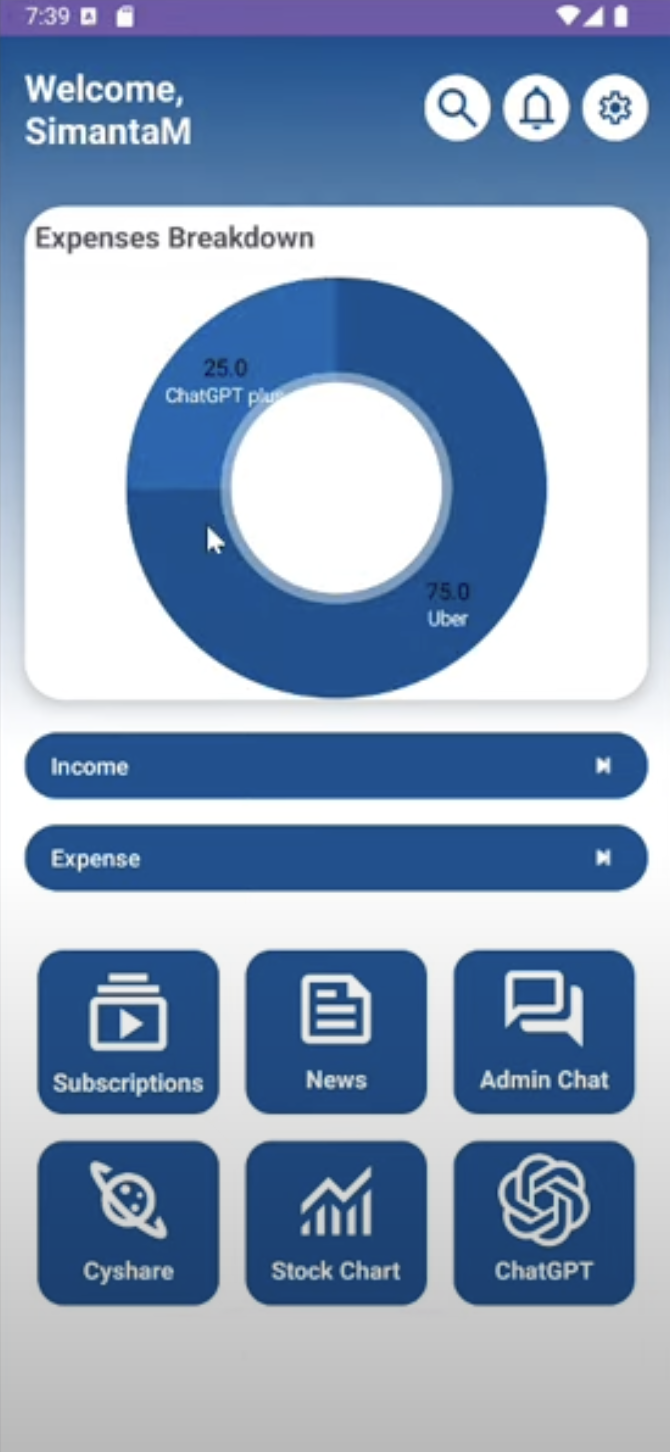 7:39
Welcome,
SimantaM
Expenses Breakdown
25.0
ChatGPT plus
75.0
Uber
Income
Expense
Subscriptions
News
Admin Chat
Cyshare
Stock Chart
ChatGPT